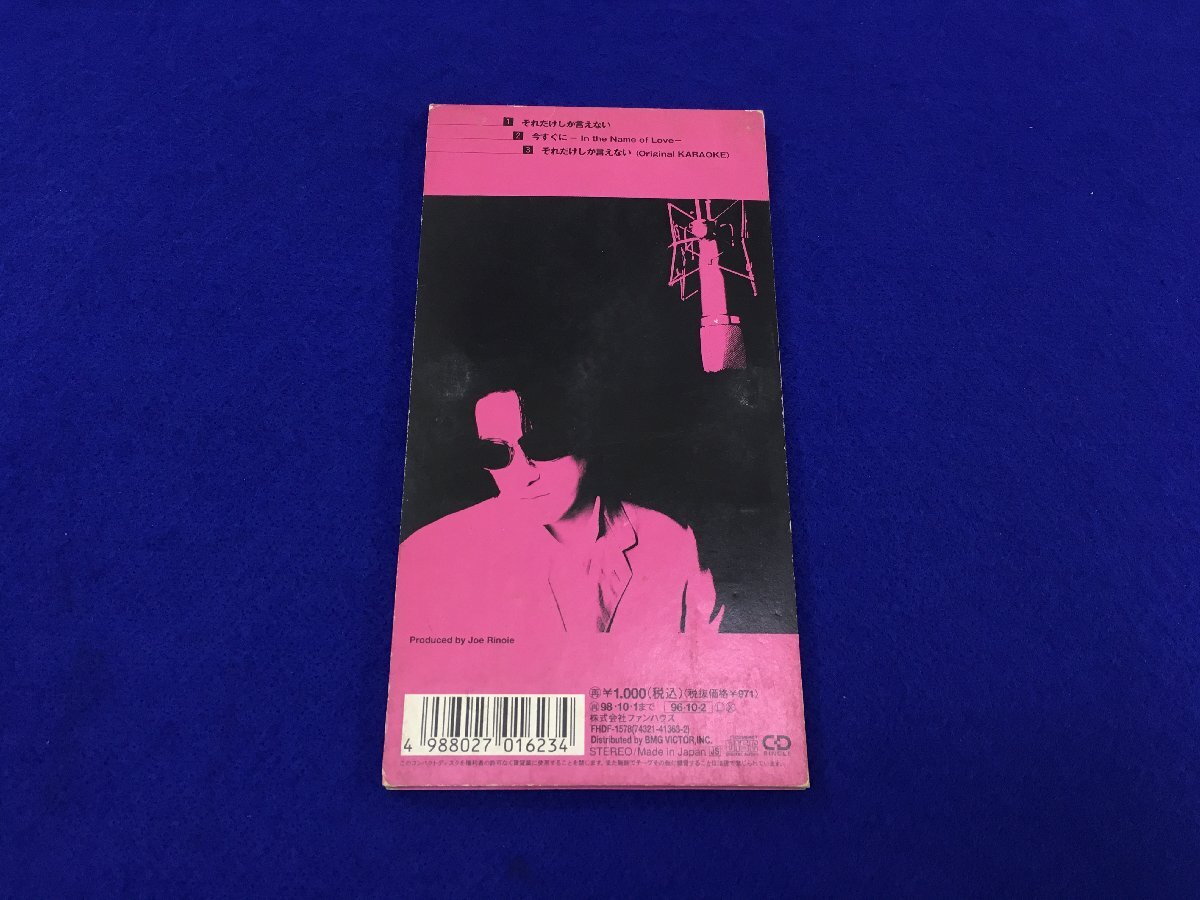 1 それだけしか言えない
2 今すぐに－In the Name of Love－
3 それだけしか言えない (Original KARAOKE)
Produced by Joe Rinoie
4 988027 016234
再 ¥1,000(税込)(税抜価格¥971)
再 98・10・1まで 96・10・2
株式会社ファンハウス
FHDF-1578(74321-41363-2)
Distributed by BMG VICTOR, INC.
STEREO/Made in Japan JS
CD SINGLE